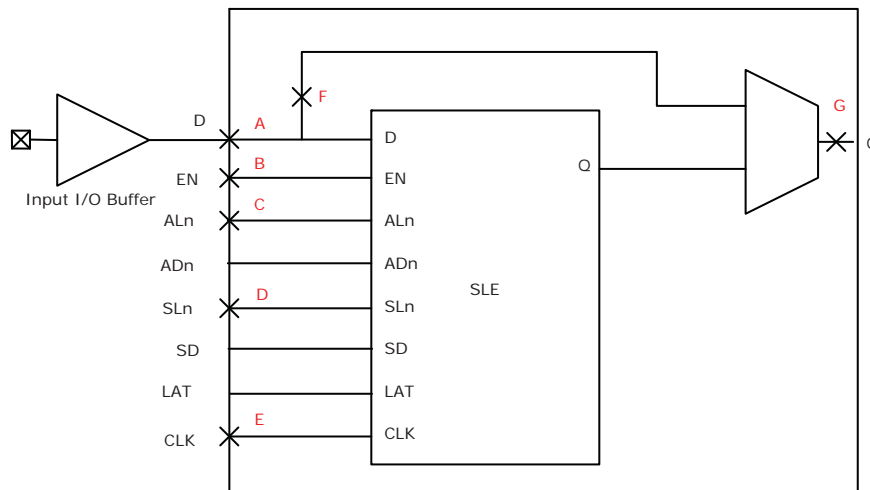 F
G
D A D
Q
B
EN EN
Input I/O Buffer
C
ALn ALn
ADn ADn
SLE
D
SLn SLn
SD SD
LAT LAT
E
CLK CLK